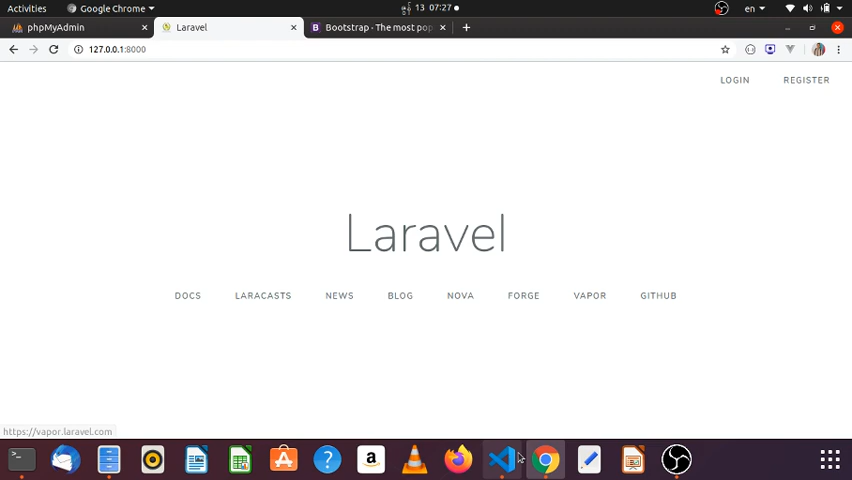 Activities Google Chrome 13 07:27 en
phpMyAdmin Laravel Bootstrap · The most pop
127.0.0.1:8000
LOGIN REGISTER
Laravel
DOCS LARACASTS NEWS BLOG NOVA FORGE VAPOR GITHUB
https://vapor.laravel.com